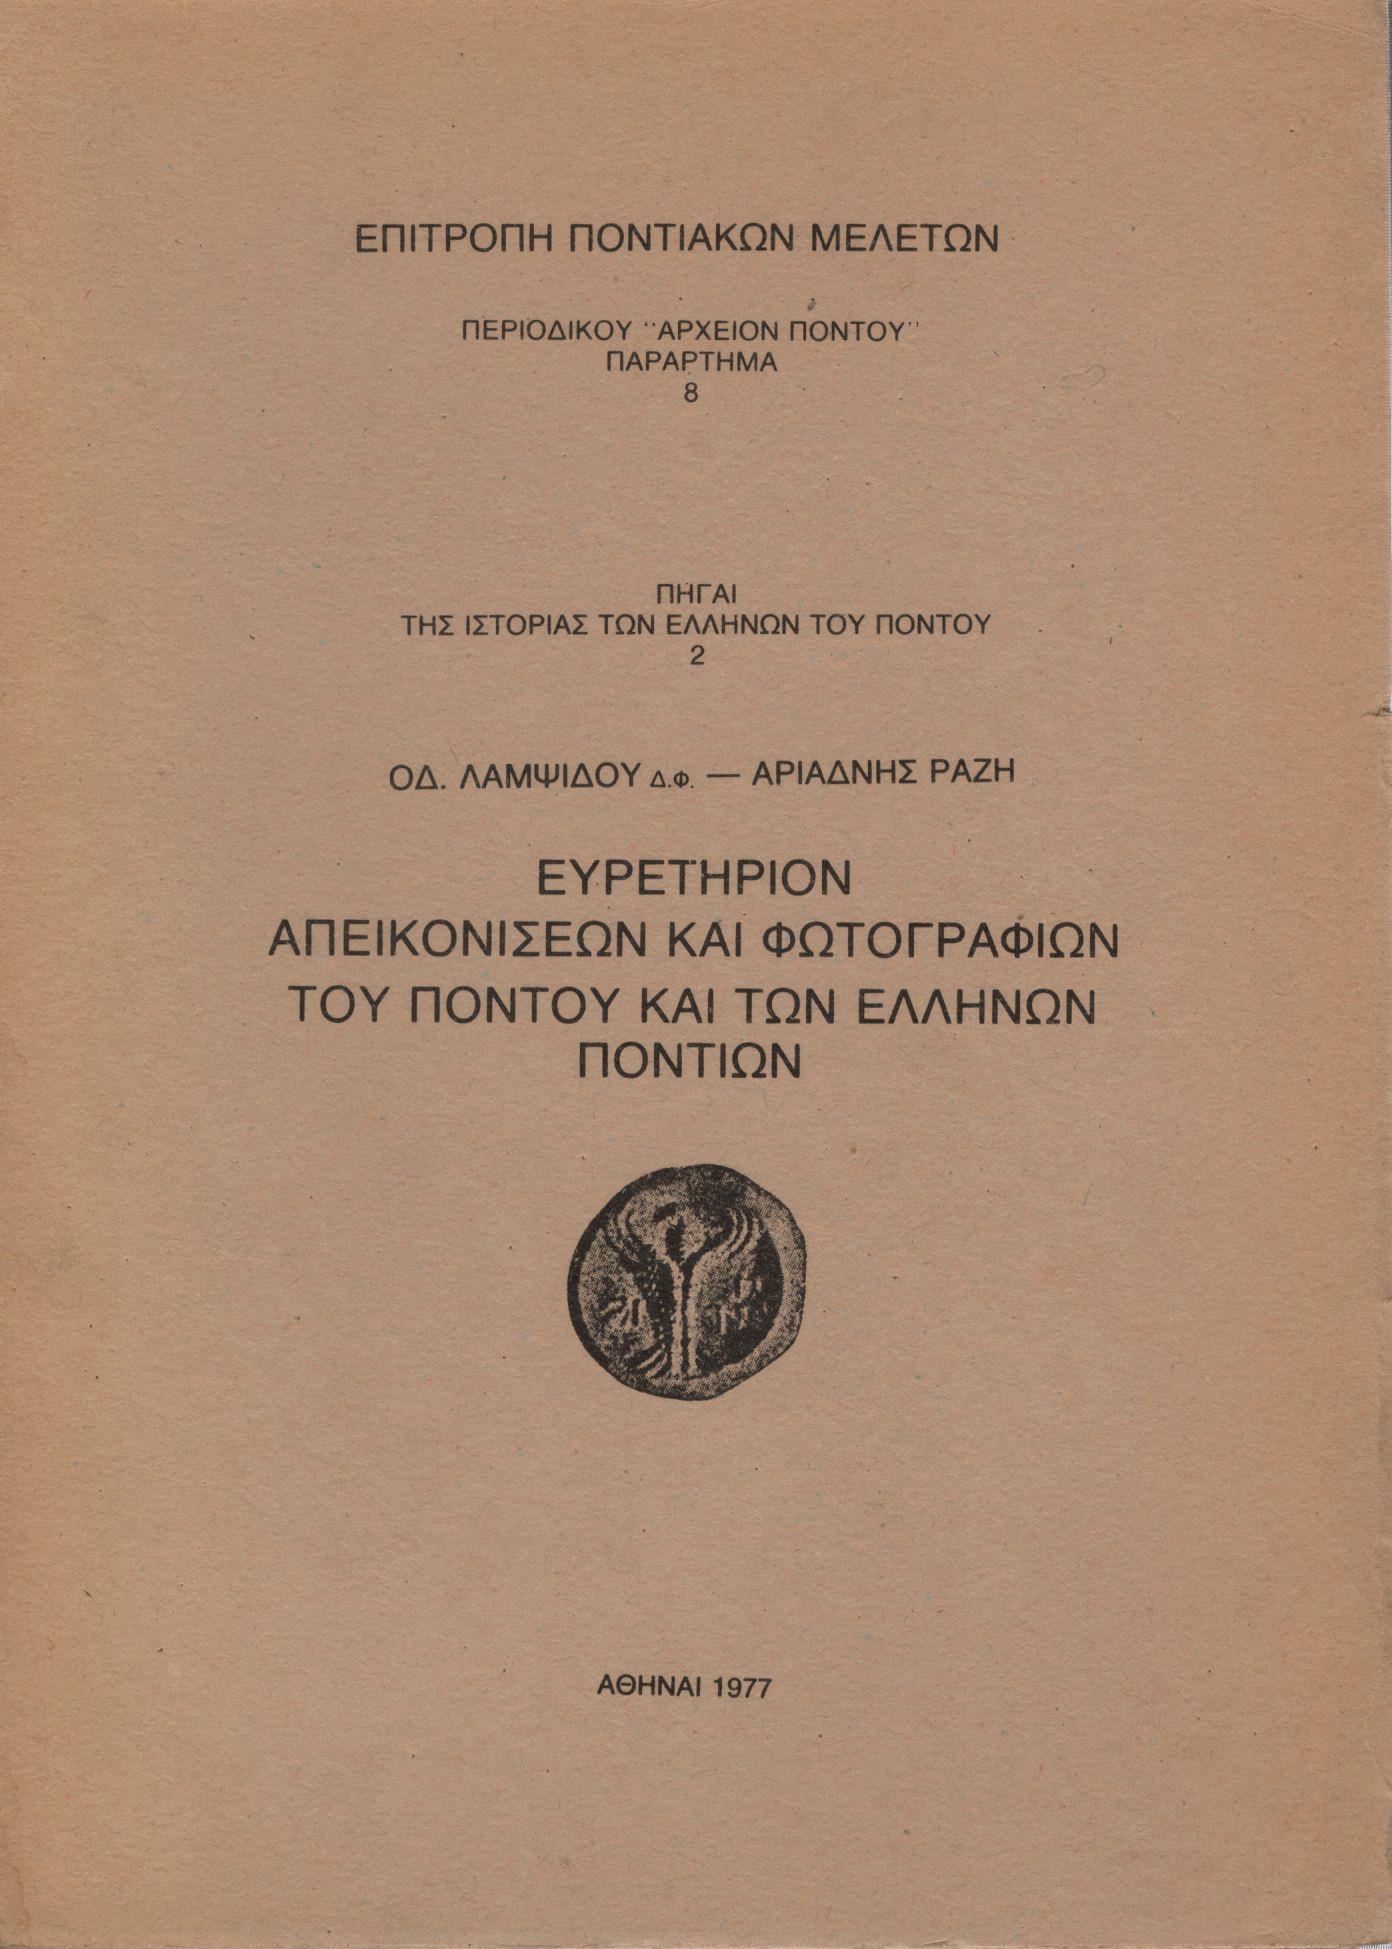 ΕΠΙΤΡΟΠΗ ΠΟΝΤΙΑΚΩΝ ΜΕΛΕΤΩΝ
ΠΕΡΙΟΔΙΚΟΥ "ΑΡΧΕΙΟΝ ΠΟΝΤΟΥ"
ΠΑΡΑΡΤΗΜΑ
8
ΠΗΓΑΙ
ΤΗΣ ΙΣΤΟΡΙΑΣ ΤΩΝ ΕΛΛΗΝΩΝ ΤΟΥ ΠΟΝΤΟΥ
2
ΟΔ. ΛΑΜΨΙΔΟΥ Δ.Φ. — ΑΡΙΑΔΝΗΣ ΡΑΖΗ
ΕΥΡΕΤΗΡΙΟΝ
ΑΠΕΙΚΟΝΙΣΕΩΝ ΚΑΙ ΦΩΤΟΓΡΑΦΙΩΝ
ΤΟΥ ΠΟΝΤΟΥ ΚΑΙ ΤΩΝ ΕΛΛΗΝΩΝ
ΠΟΝΤΙΩΝ
ΑΘΗΝΑΙ 1977